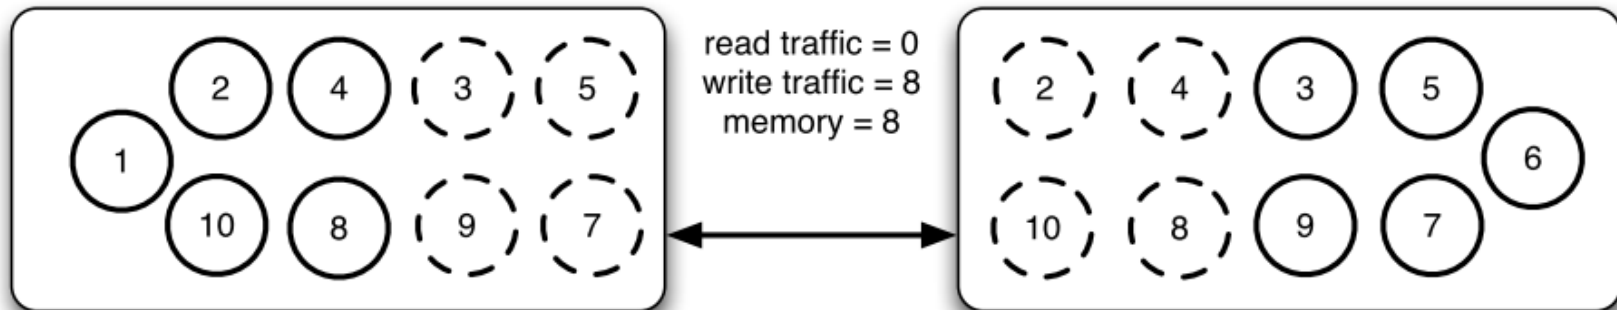 2 4 3 5
1
10 8 9 7
read traffic = 0
write traffic = 8
memory = 8
2 4 3 5
6
10 8 9 7